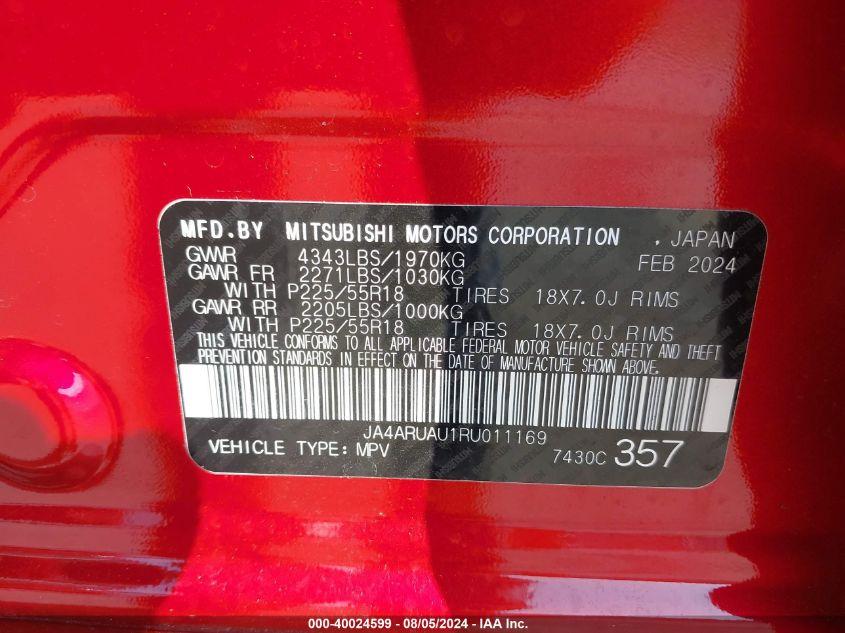 MFD.BY MITSUBISHI MOTORS CORPORATION , JAPAN
GVWR 4343LBS/1970KG FEB 2024
GAWR FR 2271LBS/1030KG
WITH P225/55R18 TIRES 18X7.0J RIMS
GAWR RR 2205LBS/1000KG
WITH P225/55R18 TIRES 18X7.0J RIMS
THIS VEHICLE CONFORMS TO ALL APPLICABLE FEDERAL MOTOR VEHICLE SAFETY AND THEFT
PREVENTION STANDARDS IN EFFECT ON THE DATE OF MANUFACTURE SHOWN ABOVE.
JA4ARUAU1RU011169
VEHICLE TYPE: MPV 7430C 357
000-40024599 - 08/05/2024 - IAA Inc.